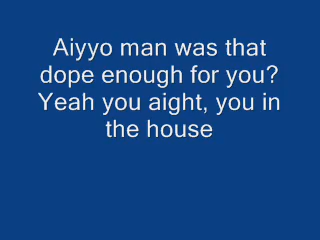 Aiyyo man was that
dope enough for you?
Yeah you aight, you in
the house